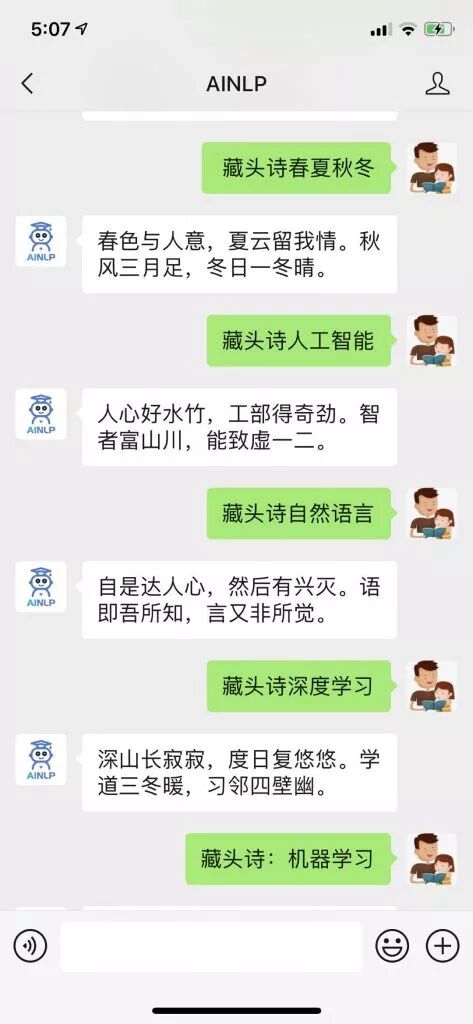 5:07
AINLP
藏头诗春夏秋冬
AINLP
春色与人意，夏云留我情。秋
风三月足，冬日一冬晴。
藏头诗人工智能
AINLP
人心好水竹，工部得奇劲。智
者富山川，能致虚一二。
藏头诗自然语言
AINLP
自是达人心，然后有兴灭。语
即吾所知，言又非所觉。
藏头诗深度学习
AINLP
深山长寂寂，度日复悠悠。学
道三冬暖，习邻四壁幽。
藏头诗：机器学习